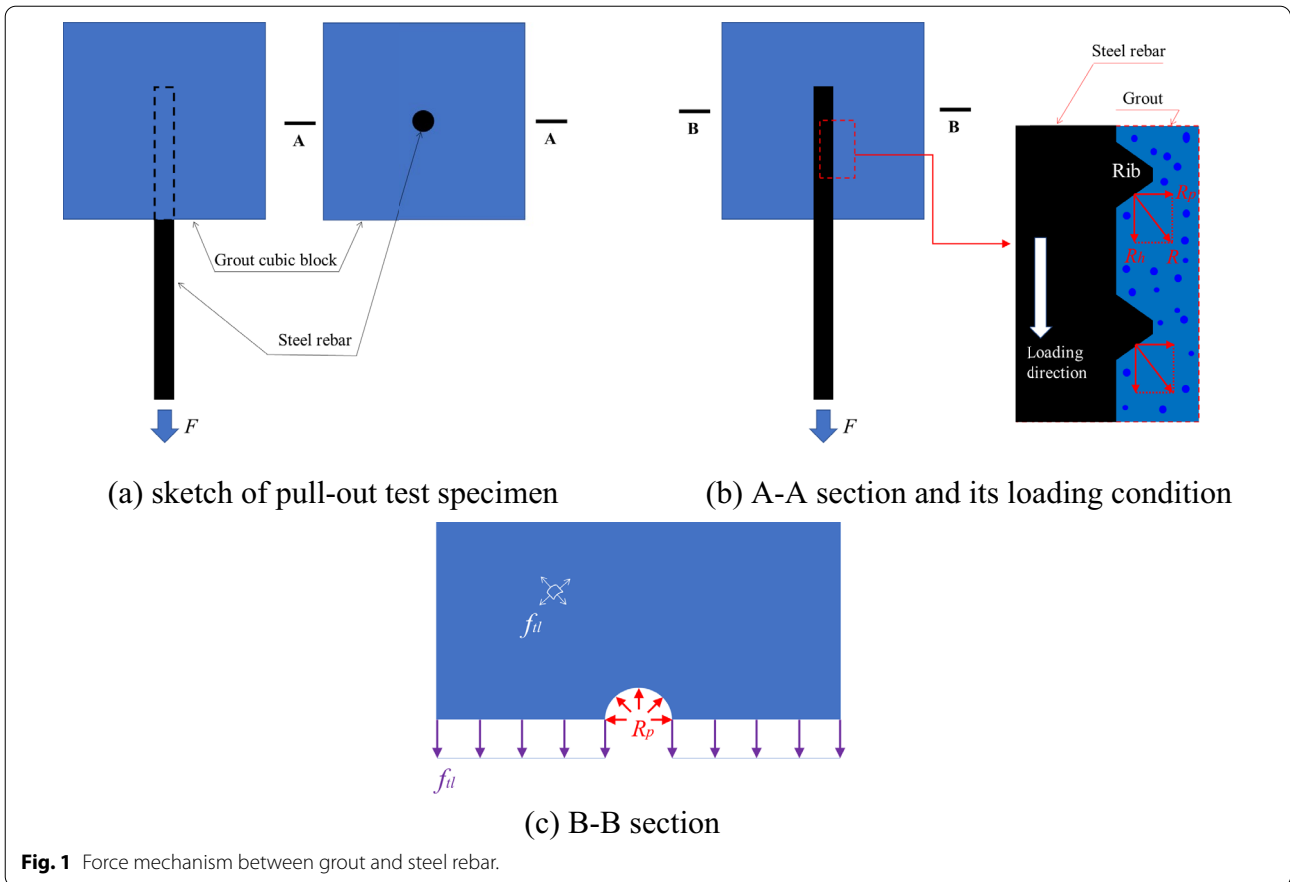 A
A
Grout cubic block
Steel rebar
F
(a) sketch of pull-out test specimen
B
B
F
Steel rebar
Grout
Rib
Rp
Rh
R
Loading
direction
(b) A-A section and its loading condition
ftl
Rp
ftl
(c) B-B section
Fig. 1 Force mechanism between grout and steel rebar.